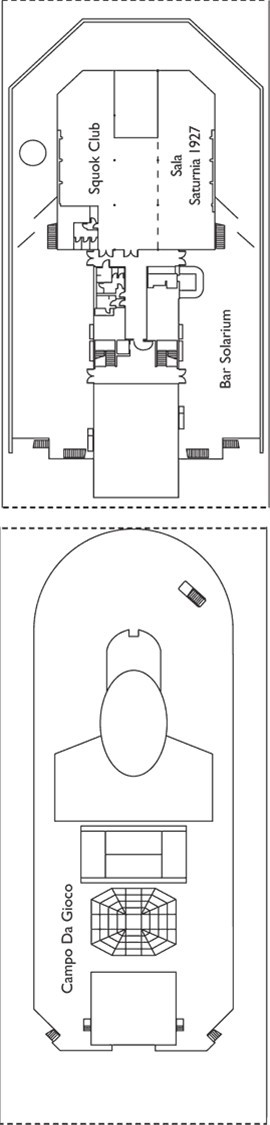 Squok Club
Sala
Saturnia 1927
Bar Solarium
Campo Da Gioco